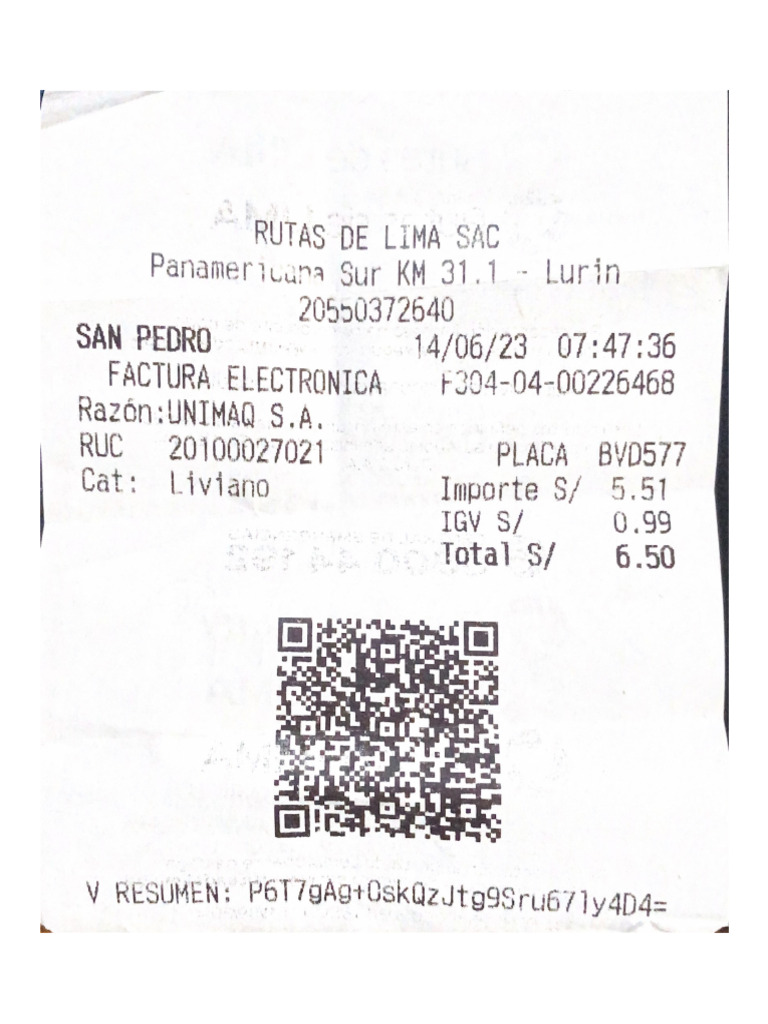 RUTAS DE LIMA SAC
Panamericana Sur KM 31.1 - Lurin
20550372640
SAN PEDRO 14/06/23 07:47:36
FACTURA ELECTRONICA F304-04-00226468
Razón:UNIMAQ S.A.
RUC 20100027021 PLACA BVD577
Cat: Liviano Importe S/ 5.51
IGV S/ 0.99
Total S/ 6.50
V RESUMEN: P6T7gAg+CskQzJtg9Sru671y4D4=